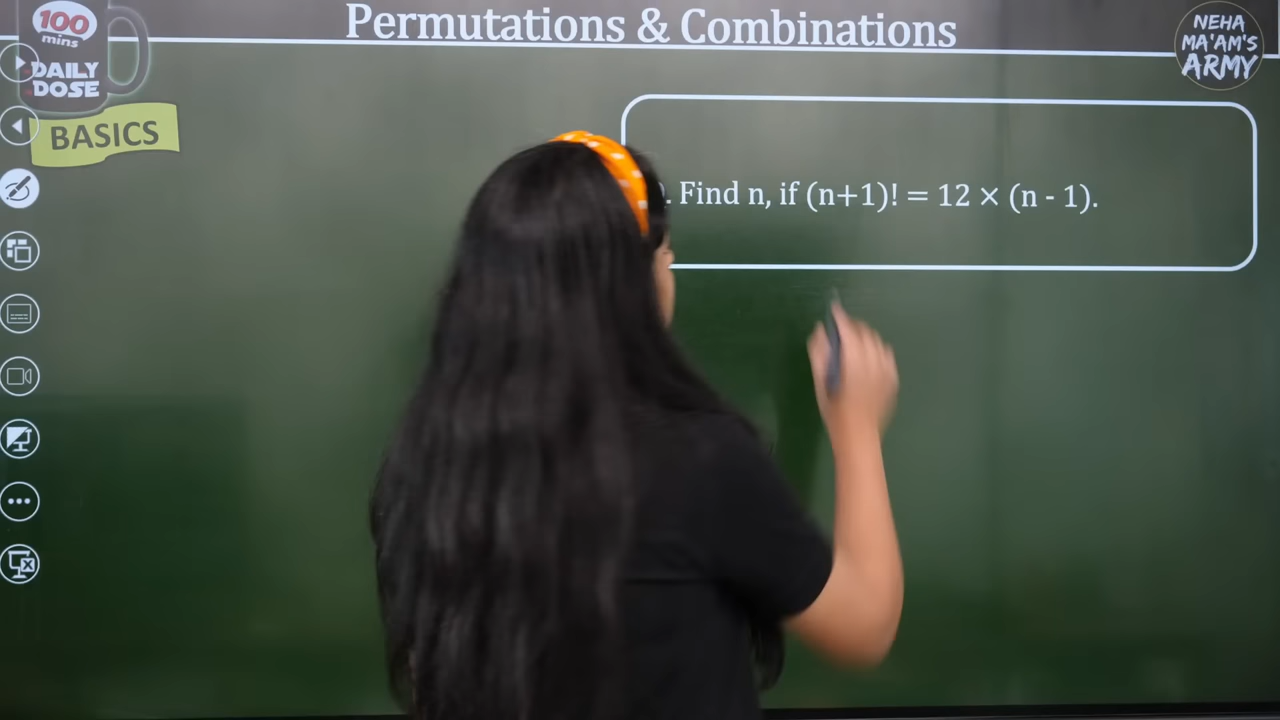 Permutations & Combinations
100
mins
DAILY
DOSE
NEHA
MA'AM'S
ARMY
BASICS
. Find n, if (n+1)! = 12 × (n - 1).